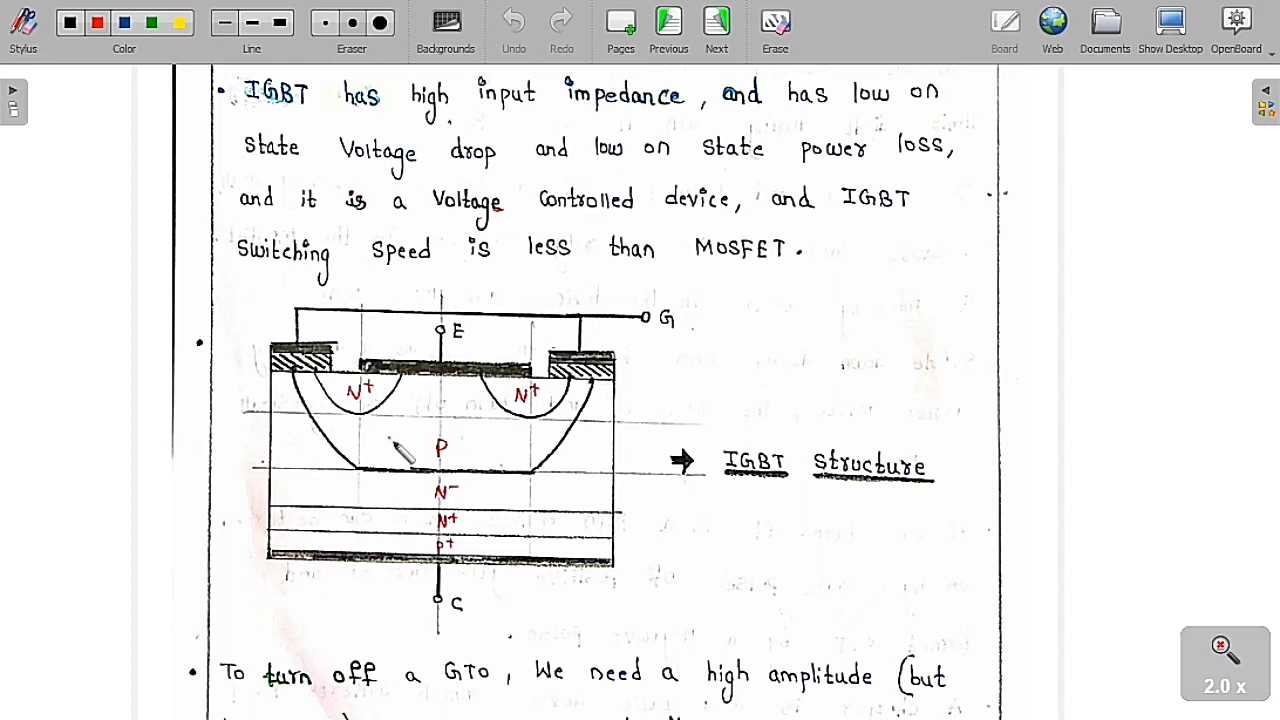 Stylus
Color
Line
Eraser
Backgrounds
Undo
Redo
Pages
Previous
Next
Erase
Board
Web
Documents
Show Desktop
OpenBoard
• IGBT has high input impedance, and has low on
State Voltage drop and low on state power loss,
and it is a Voltage Controlled device, and IGBT
Switching Speed is less than MOSFET.
G
E
N+ N+
P
→ IGBT Structure
N-
N+
P+
C
2.0 x
• To turn off a GTO, We need a high amplitude (but